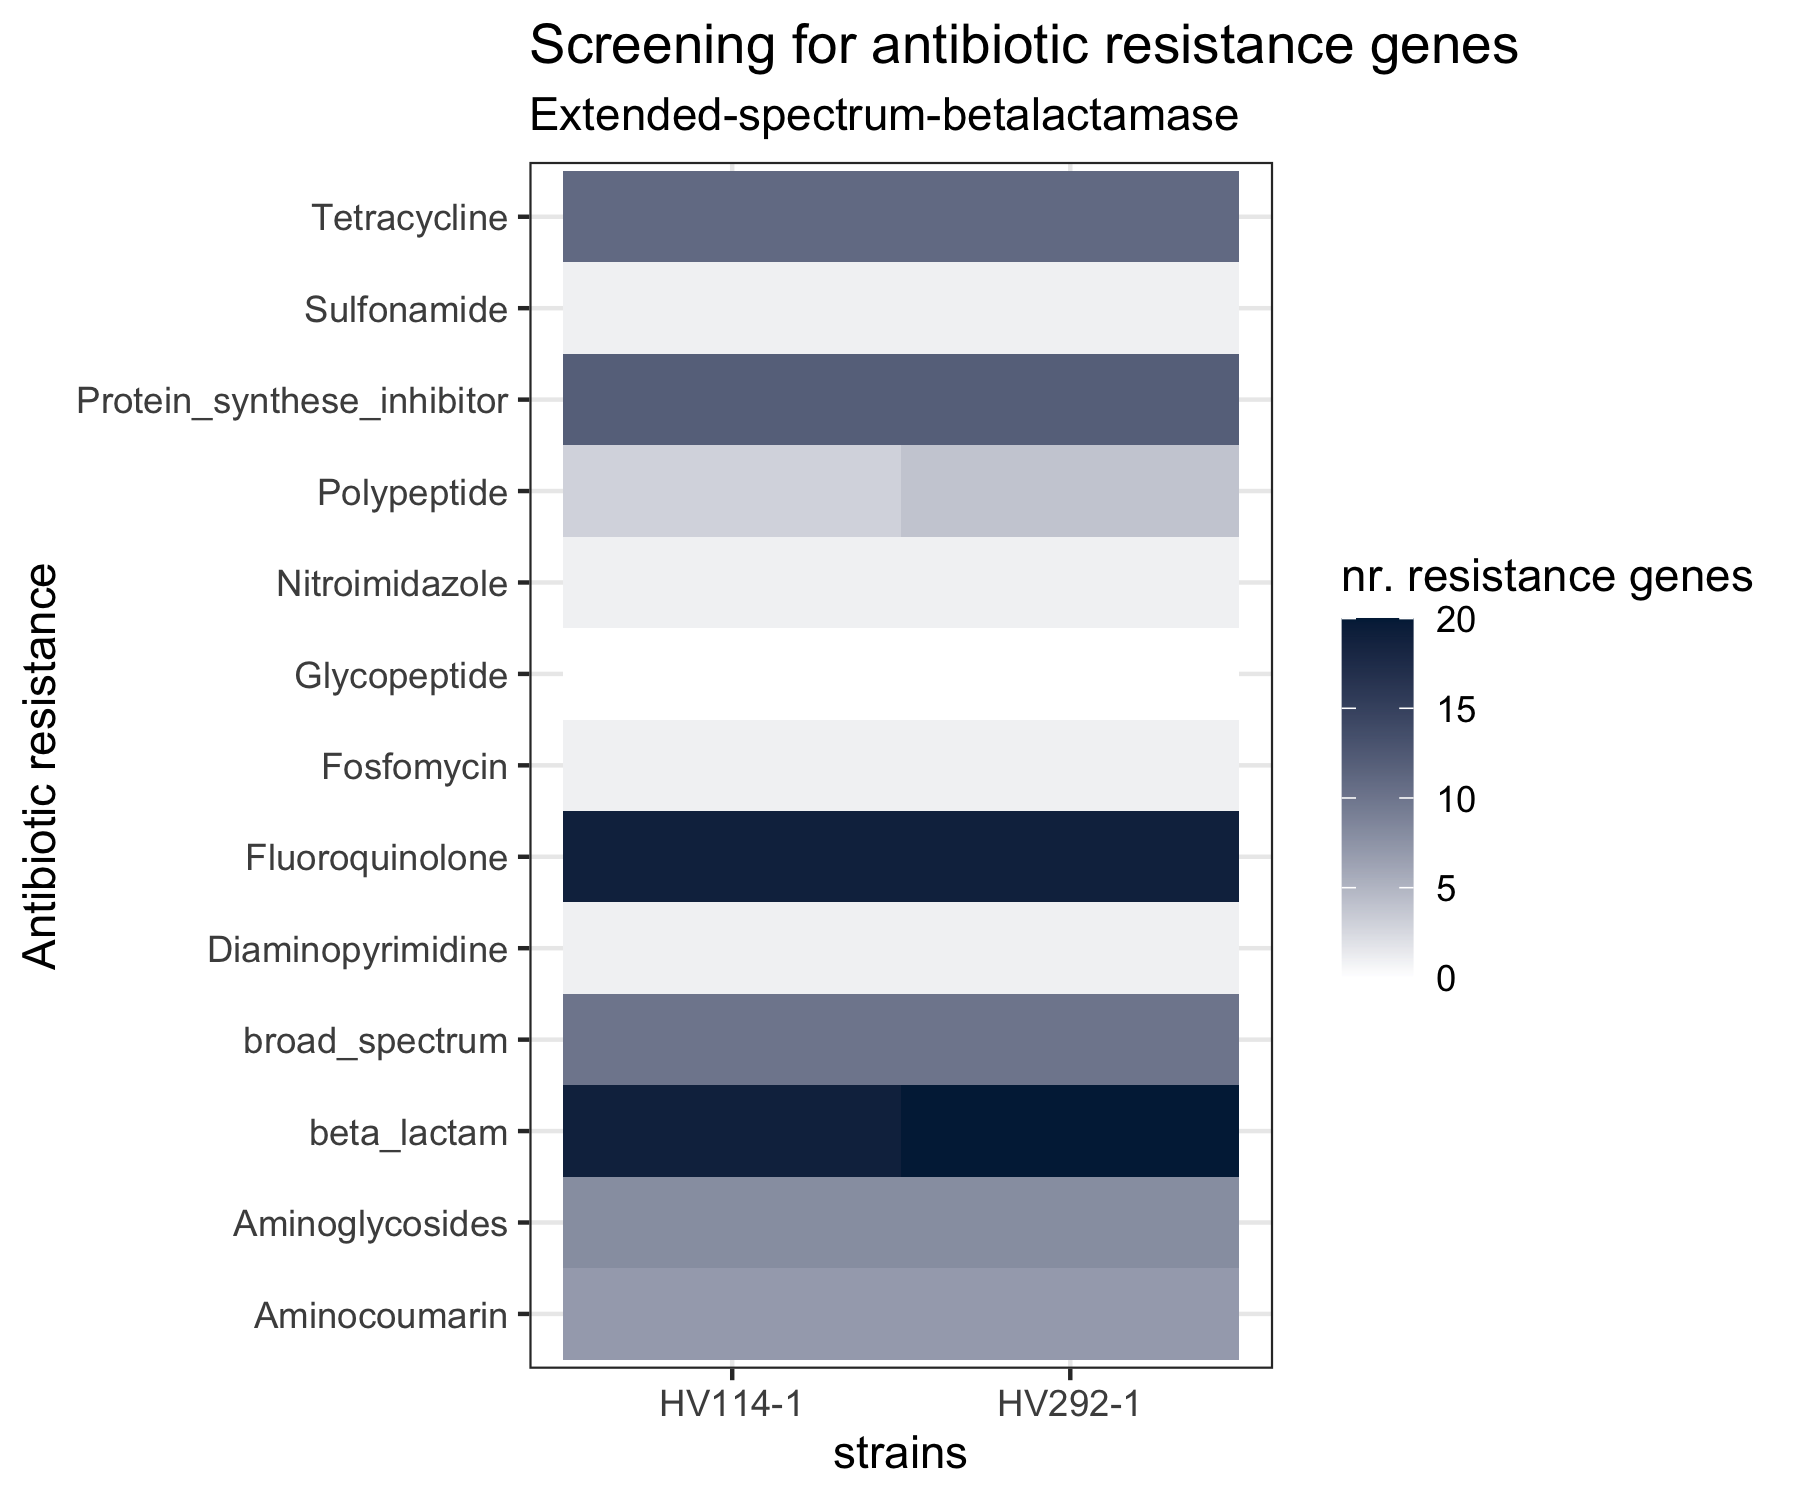 Screening for antibiotic resistance genes
Extended-spectrum-betalactamase
Antibiotic resistance
Tetracycline
Sulfonamide
Protein_synthese_inhibitor
Polypeptide
Nitroimidazole
Glycopeptide
Fosfomycin
Fluoroquinolone
Diaminopyrimidine
broad_spectrum
beta_lactam
Aminoglycosides
Aminocoumarin
HV114-1
HV292-1
strains
nr. resistance genes
20
15
10
5
0